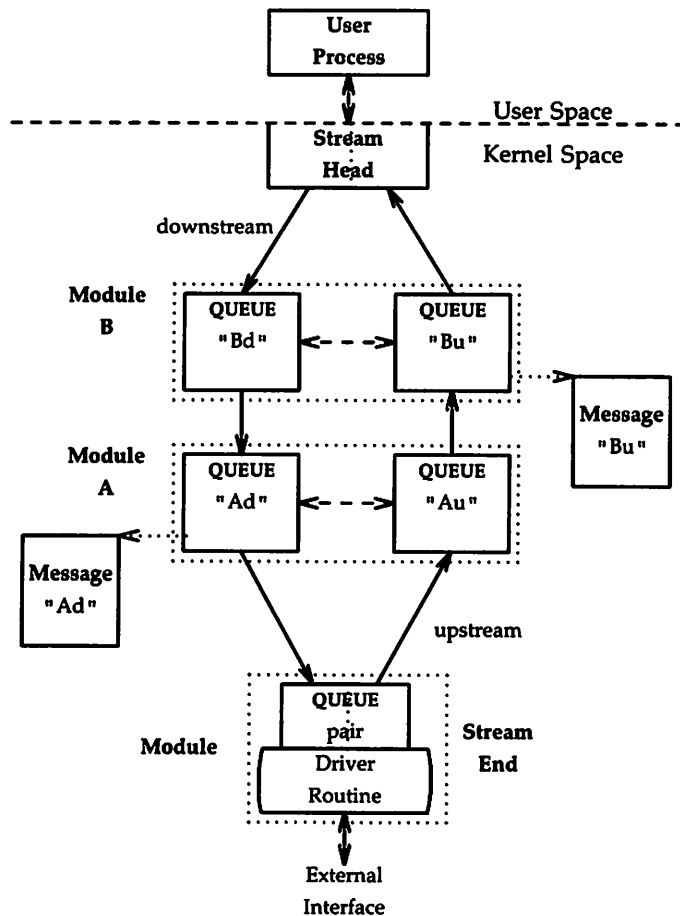 User
Process
User Space
Stream
Head
Kernel Space
downstream
Module
B
QUEUE
"Bd"
QUEUE
"Bu"
Message
"Bu"
Module
A
QUEUE
"Ad"
QUEUE
"Au"
Message
"Ad"
upstream
Module
QUEUE
pair
Driver
Routine
Stream
End
External
Interface